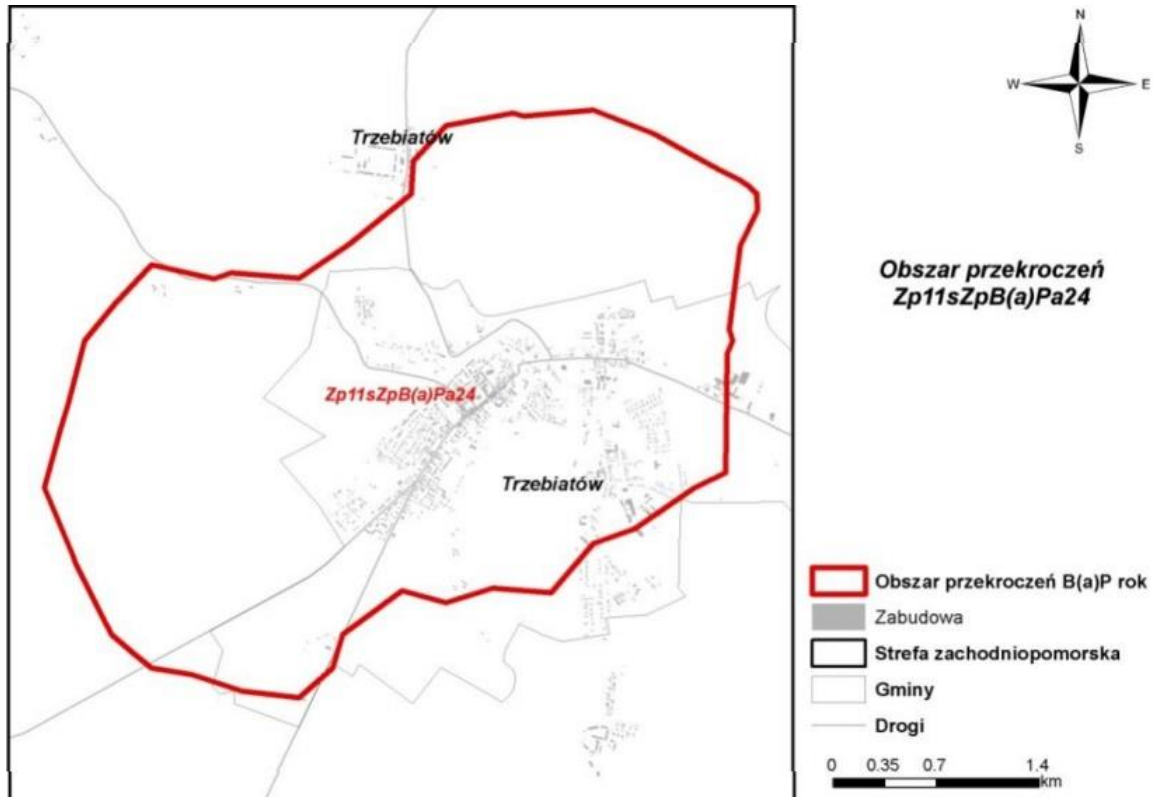 Trzebiatów
Zp11sZpB(a)Pa24
Trzebiatów
N
W
E
S
Obszar przekroczeń
Zp11sZpB(a)Pa24
Obszar przekroczeń B(a)P rok
Zabudowa
Strefa zachodniopomorska
Gminy
Drogi
0 0.35 0.7 1.4
km